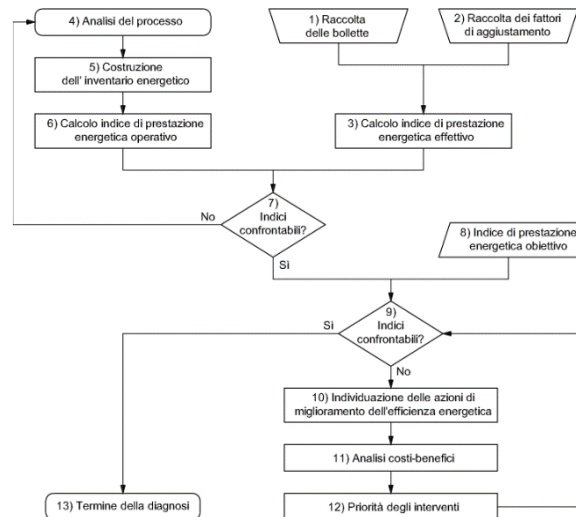 4) Analisi del processo
1) Raccolta
delle bollette
2) Raccolta dei fattori
di aggiustamento
5) Costruzione
dell' inventario energetico
6) Calcolo indice di prestazione
energetica operativo
3) Calcolo indice di prestazione
energetica effettivo
7)
Indici
confrontabili?
No
Sì
8) Indice di prestazione
energetica obiettivo
9)
Indici
confrontabili?
Sì
No
10) Individuazione delle azioni di
miglioramento dell'efficienza energetica
11) Analisi costi-benefici
12) Priorità degli interventi
13) Termine della diagnosi